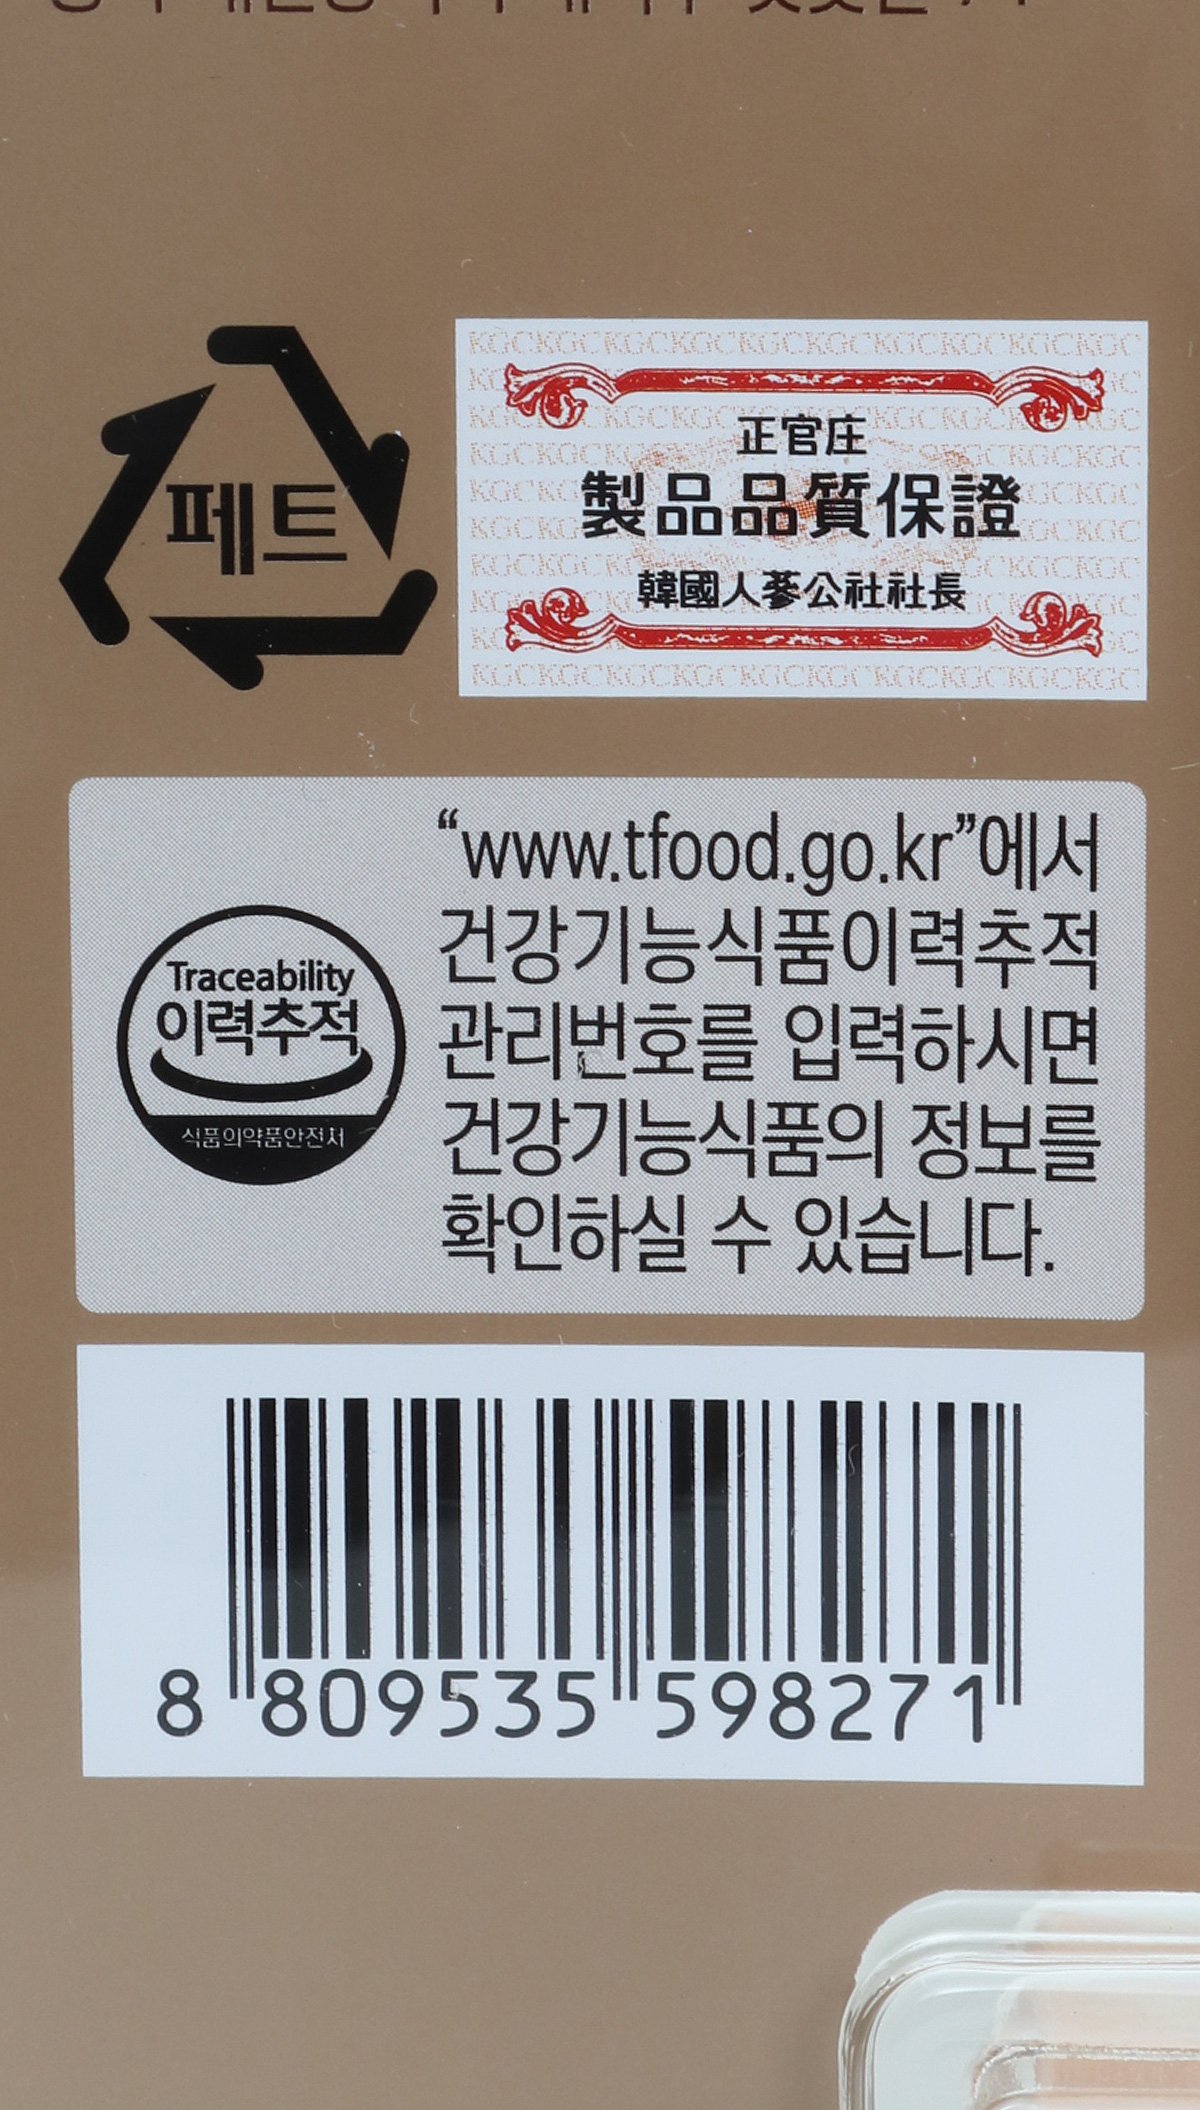 페트
正官庄
製品品質保證
韓國人蔘公社社長
Traceability
이력추적
식품의약품안전처
“www.tfood.go.kr”에서
건강기능식품이력추적
관리번호를 입력하시면
건강기능식품의 정보를
확인하실 수 있습니다.
8 809535 598271